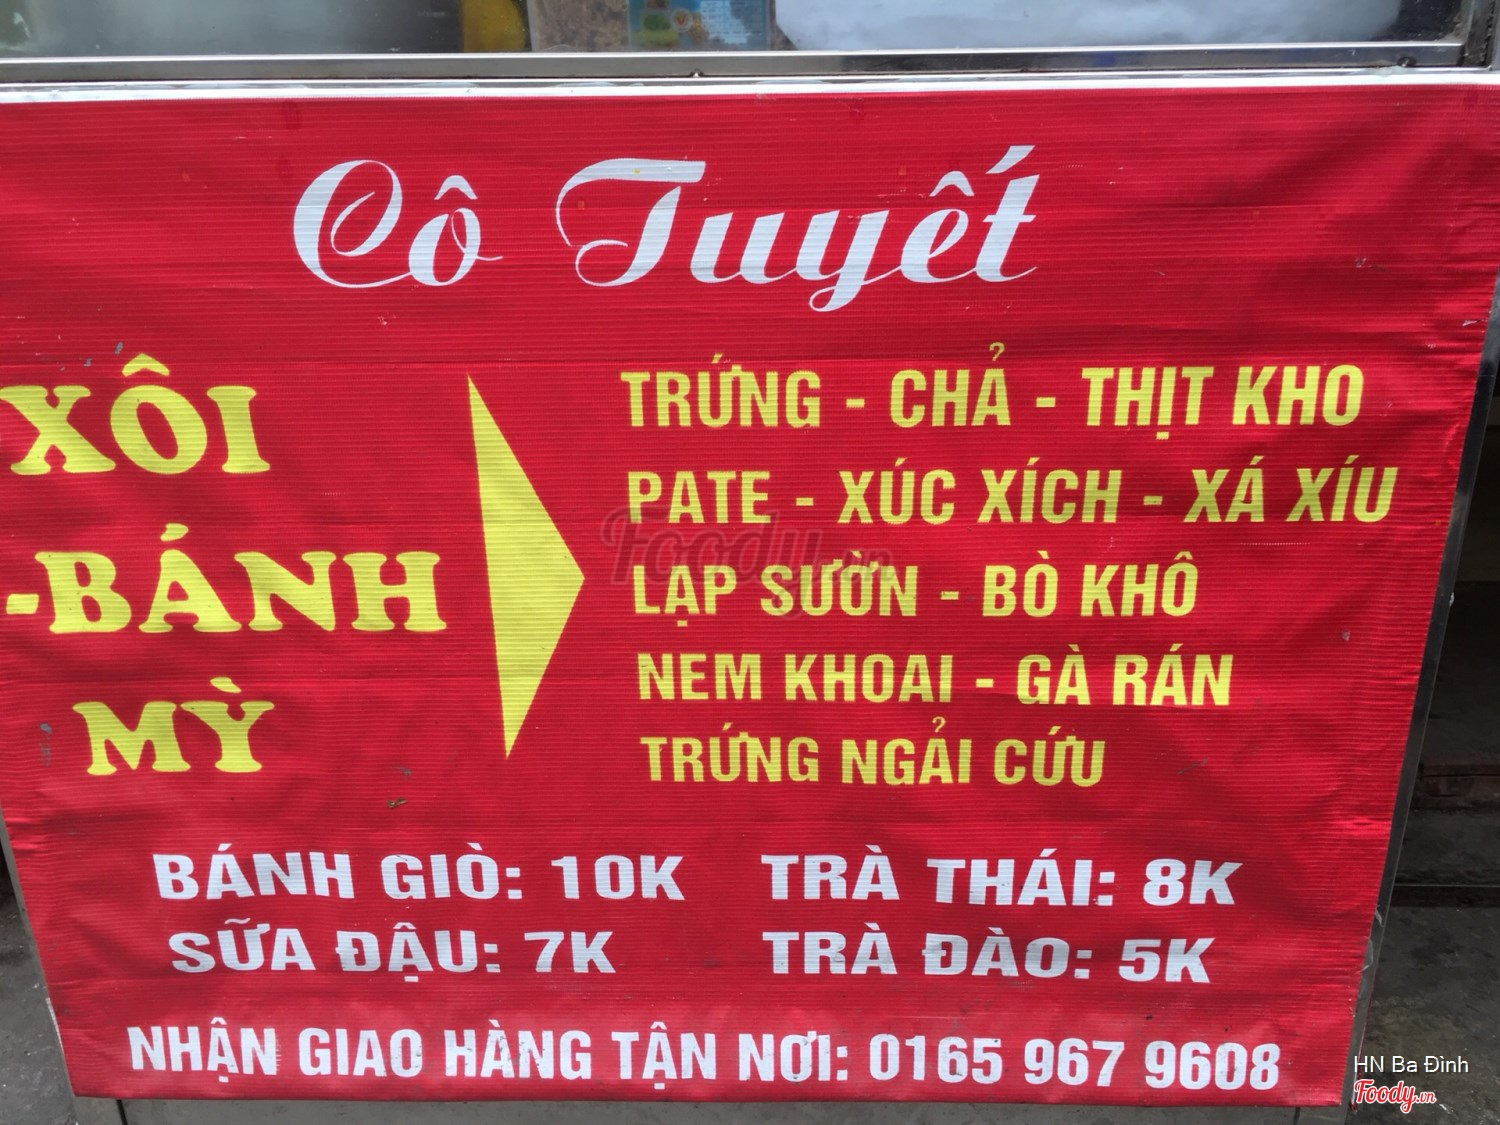 Cô Tuyết
XÔI
-BÁNH
MỲ
TRỨNG - CHẢ - THỊT KHO
PATE - XÚC XÍCH - XÁ XÍU
LẠP SƯỜN - BÒ KHÔ
NEM KHOAI - GÀ RÁN
TRỨNG NGẢI CỨU
BÁNH GIÒ: 10K TRÀ THÁI: 8K
SỮA ĐẬU: 7K TRÀ ĐÀO: 5K
NHẬN GIAO HÀNG TẬN NƠI: 0165 967 9608
Foody.vn
HN Ba Đình
Foody.vn